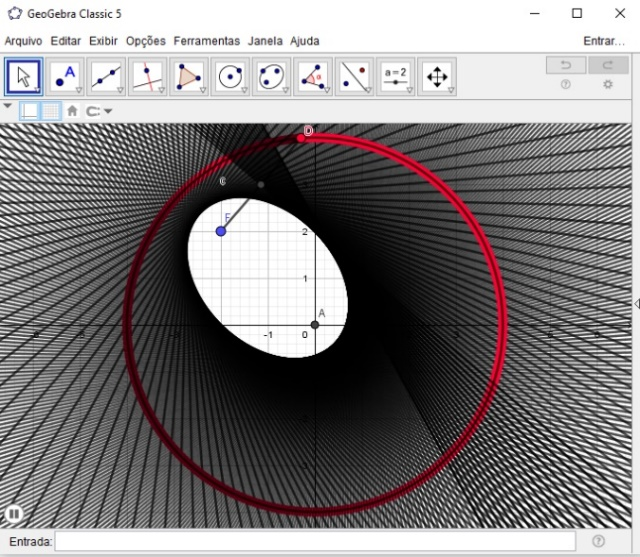 GeoGebra Classic 5
Arquivo Editar Exibir Opções Ferramentas Janela Ajuda Entrar...
A α a = 2
D
C
E
2
1
A
-1 0
Entrada: